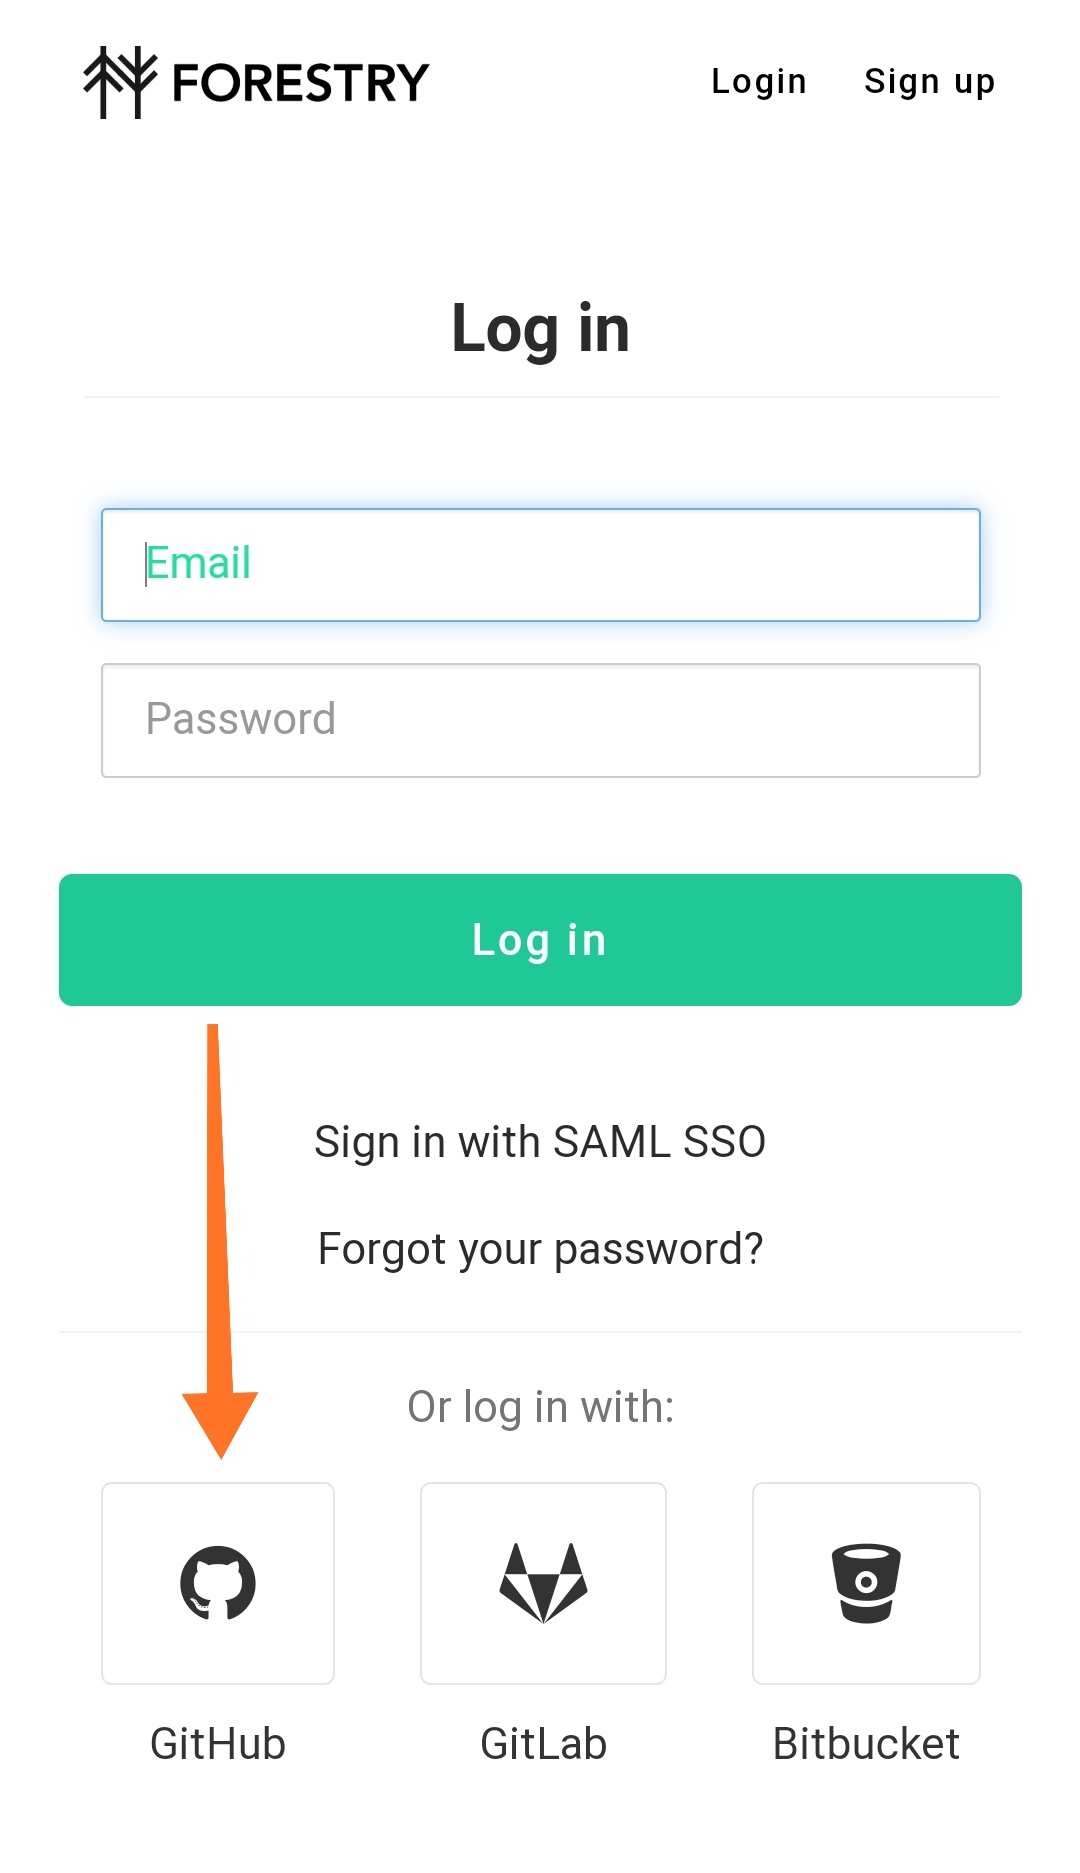 FORESTRY
Login Sign up
Log in
Email
Password
Log in
Sign in with SAML SSO
Forgot your password?
Or log in with:
GitHub GitLab Bitbucket